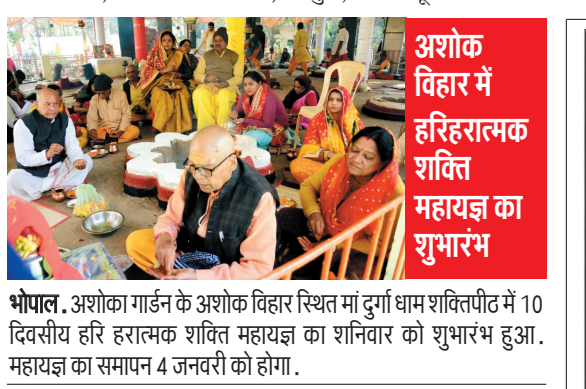 अशोक
विहार में
हरिहरात्मक
शक्ति
महायज्ञ का
शुभारंभ
भोपाल. अशोका गार्डन के अशोक विहार स्थित मां दुर्गा धाम शक्तिपीठ में 10
दिवसीय हरि हरात्मक शक्ति महायज्ञ का शनिवार को शुभारंभ हुआ.
महायज्ञ का समापन 4 जनवरी को होगा.